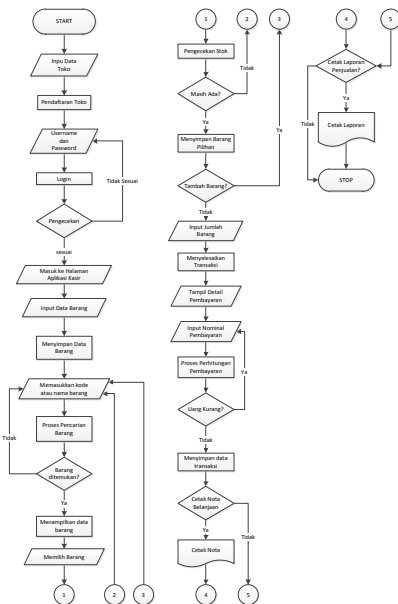 START
Inpu Data
Toko
Pendaftaran Toko
Username
dan
Password
Login
Tidak Sesuai
Pengecekan
sesuai
Masuk ke Halaman
Aplikasi Kasir
Input Data Barang
Menyimpan Data
Barang
Memasukkan kode
atau nama barang
Proses Pencarian
Barang
Tidak
Barang
ditemukan?
Ya
Menampilkan data
barang
Memilih Barang
1
2
3
1
2
3
Pengecekan Stok
Tidak
Masih Ada?
Ya
Ya
Menyimpan Barang
Pilihan
Tambah Barang?
Tidak
Input Jumlah
Barang
Menyelesaikan
Transaksi
Tampil Detail
Pembayaran
Input Nominal
Pembayaran
Proses Perhitungan
Pembayaran
Ya
Uang Kurang?
Tidak
Menyimpan data
transaksi
Cetak Nota
Belanjaan
Tidak
Ya
Cetak Nota
4
5
4
5
Cetak Laporan
Penjualan?
Ya
Tidak
Cetak Laporan
STOP